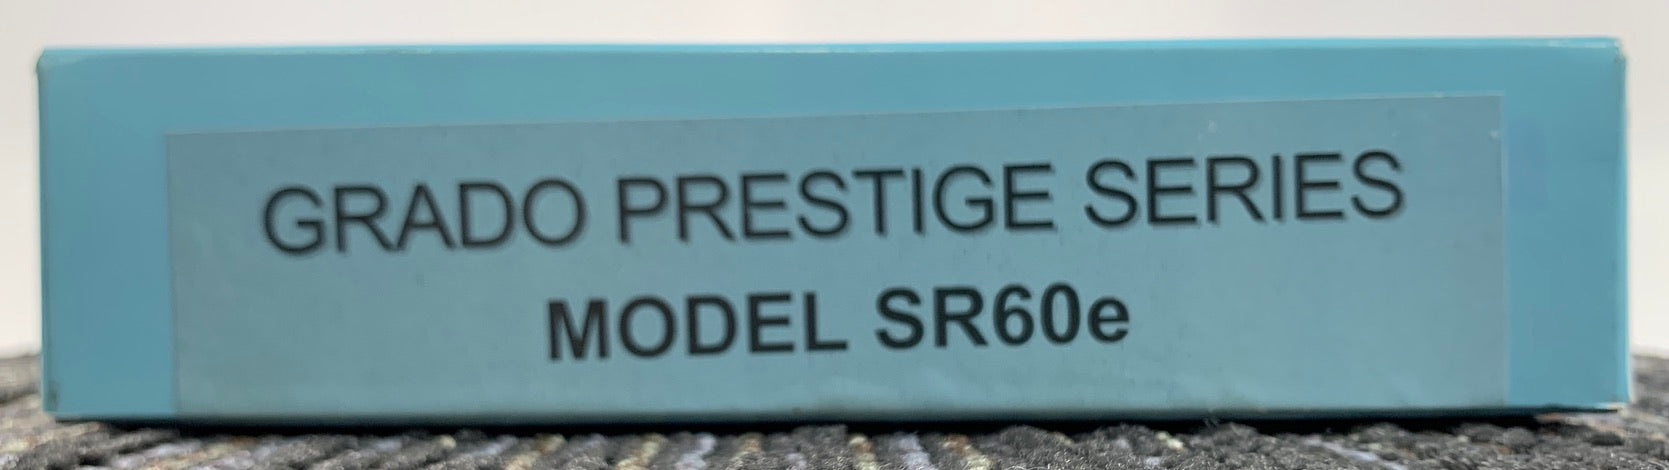 GRADO PRESTIGE SERIES
MODEL SR60e